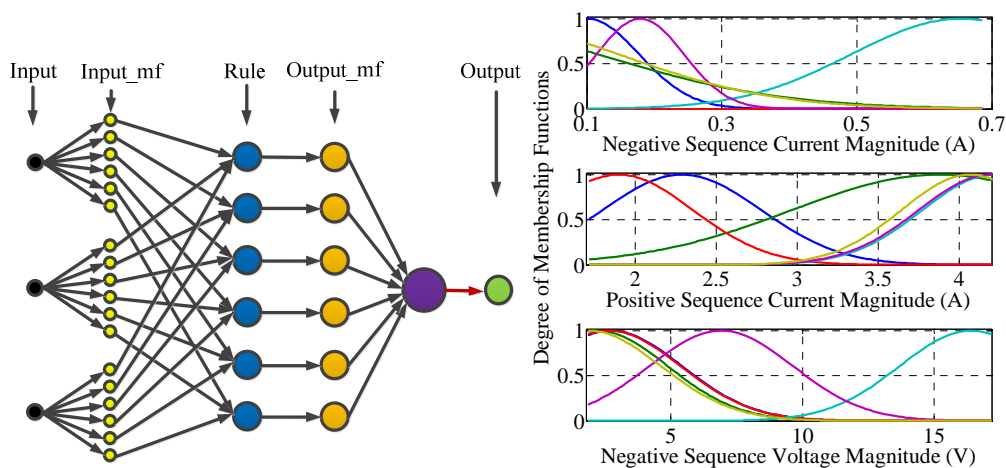 Input
Input_mf
Rule
Output_mf
Output
Degree of Membership Functions
1
0.5
0
0.1
0.3
0.5
0.7
Negative Sequence Current Magnitude (A)
1
0.5
0
2
2.5
3
3.5
4
Positive Sequence Current Magnitude (A)
1
0.5
0
5
10
15
Negative Sequence Voltage Magnitude (V)